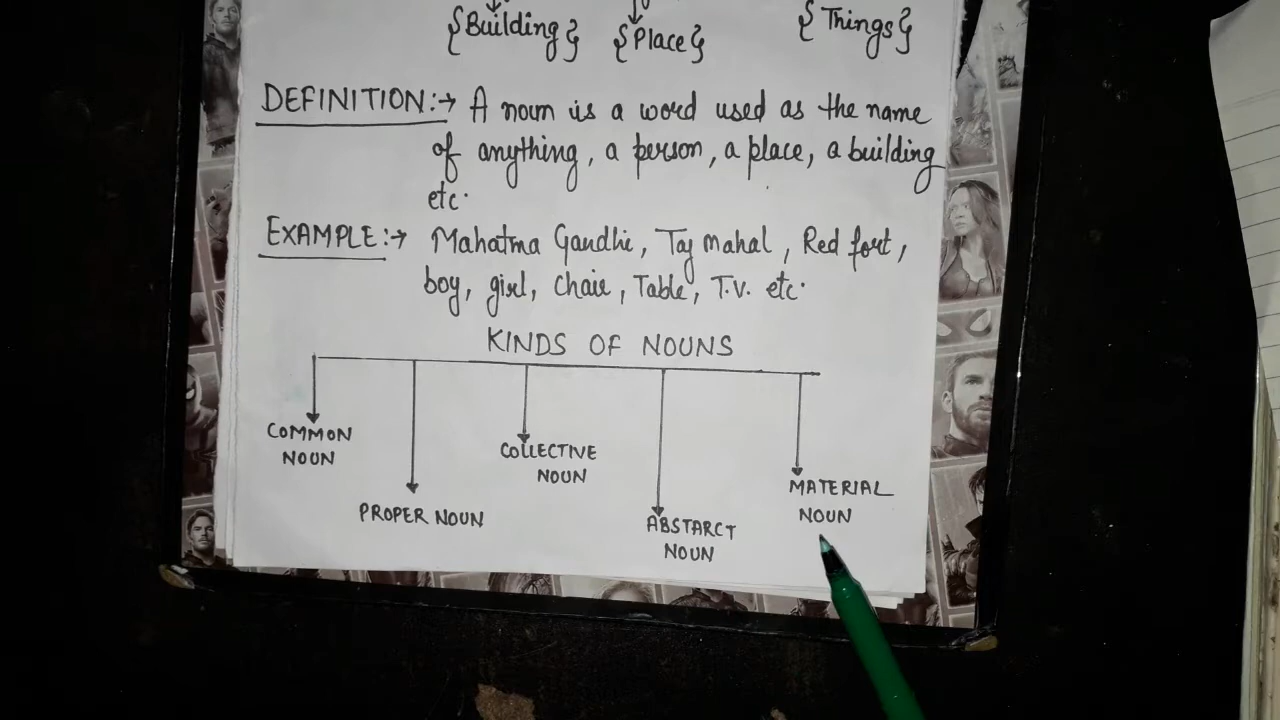 {Building} {Place} {Things}
DEFINITION:→ A noun is a word used as the name
of anything, a person, a place, a building
etc.
EXAMPLE:→ Mahatma Gandhi, Taj mahal, Red fort,
boy, girl, Chair, Table, T.V. etc.
KINDS OF NOUNS
COMMON
NOUN
PROPER NOUN
COLLECTIVE
NOUN
ABSTARCT
NOUN
MATERIAL
NOUN